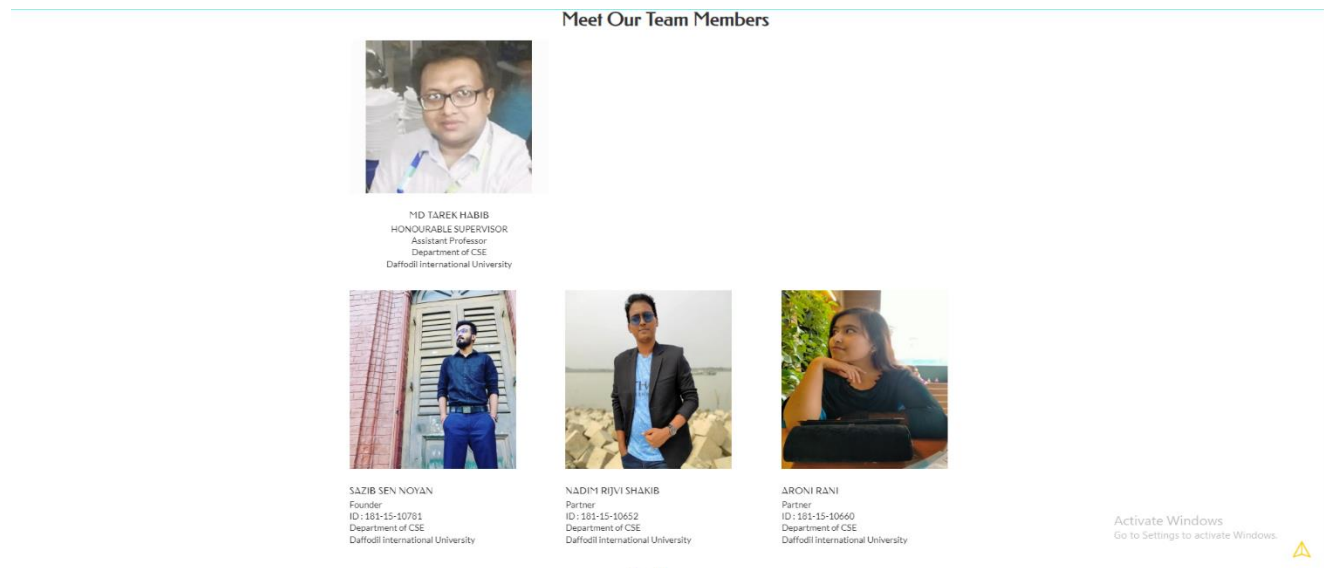 Meet Our Team Members
MD TAREK HABIB
HONOURABLE SUPERVISOR
Assistant Professor
Department of CSE
Daffodil international University
SAZIB SEN NOYAN
Founder
ID : 181-15-10781
Department of CSE
Daffodil international University
NADIM RIJVI SHAKIB
Partner
ID : 181-15-10652
Department of CSE
Daffodil international University
ARONI RANI
Partner
ID : 181-15-10660
Department of CSE
Daffodil international University
Activate Windows
Go to Settings to activate Windows.